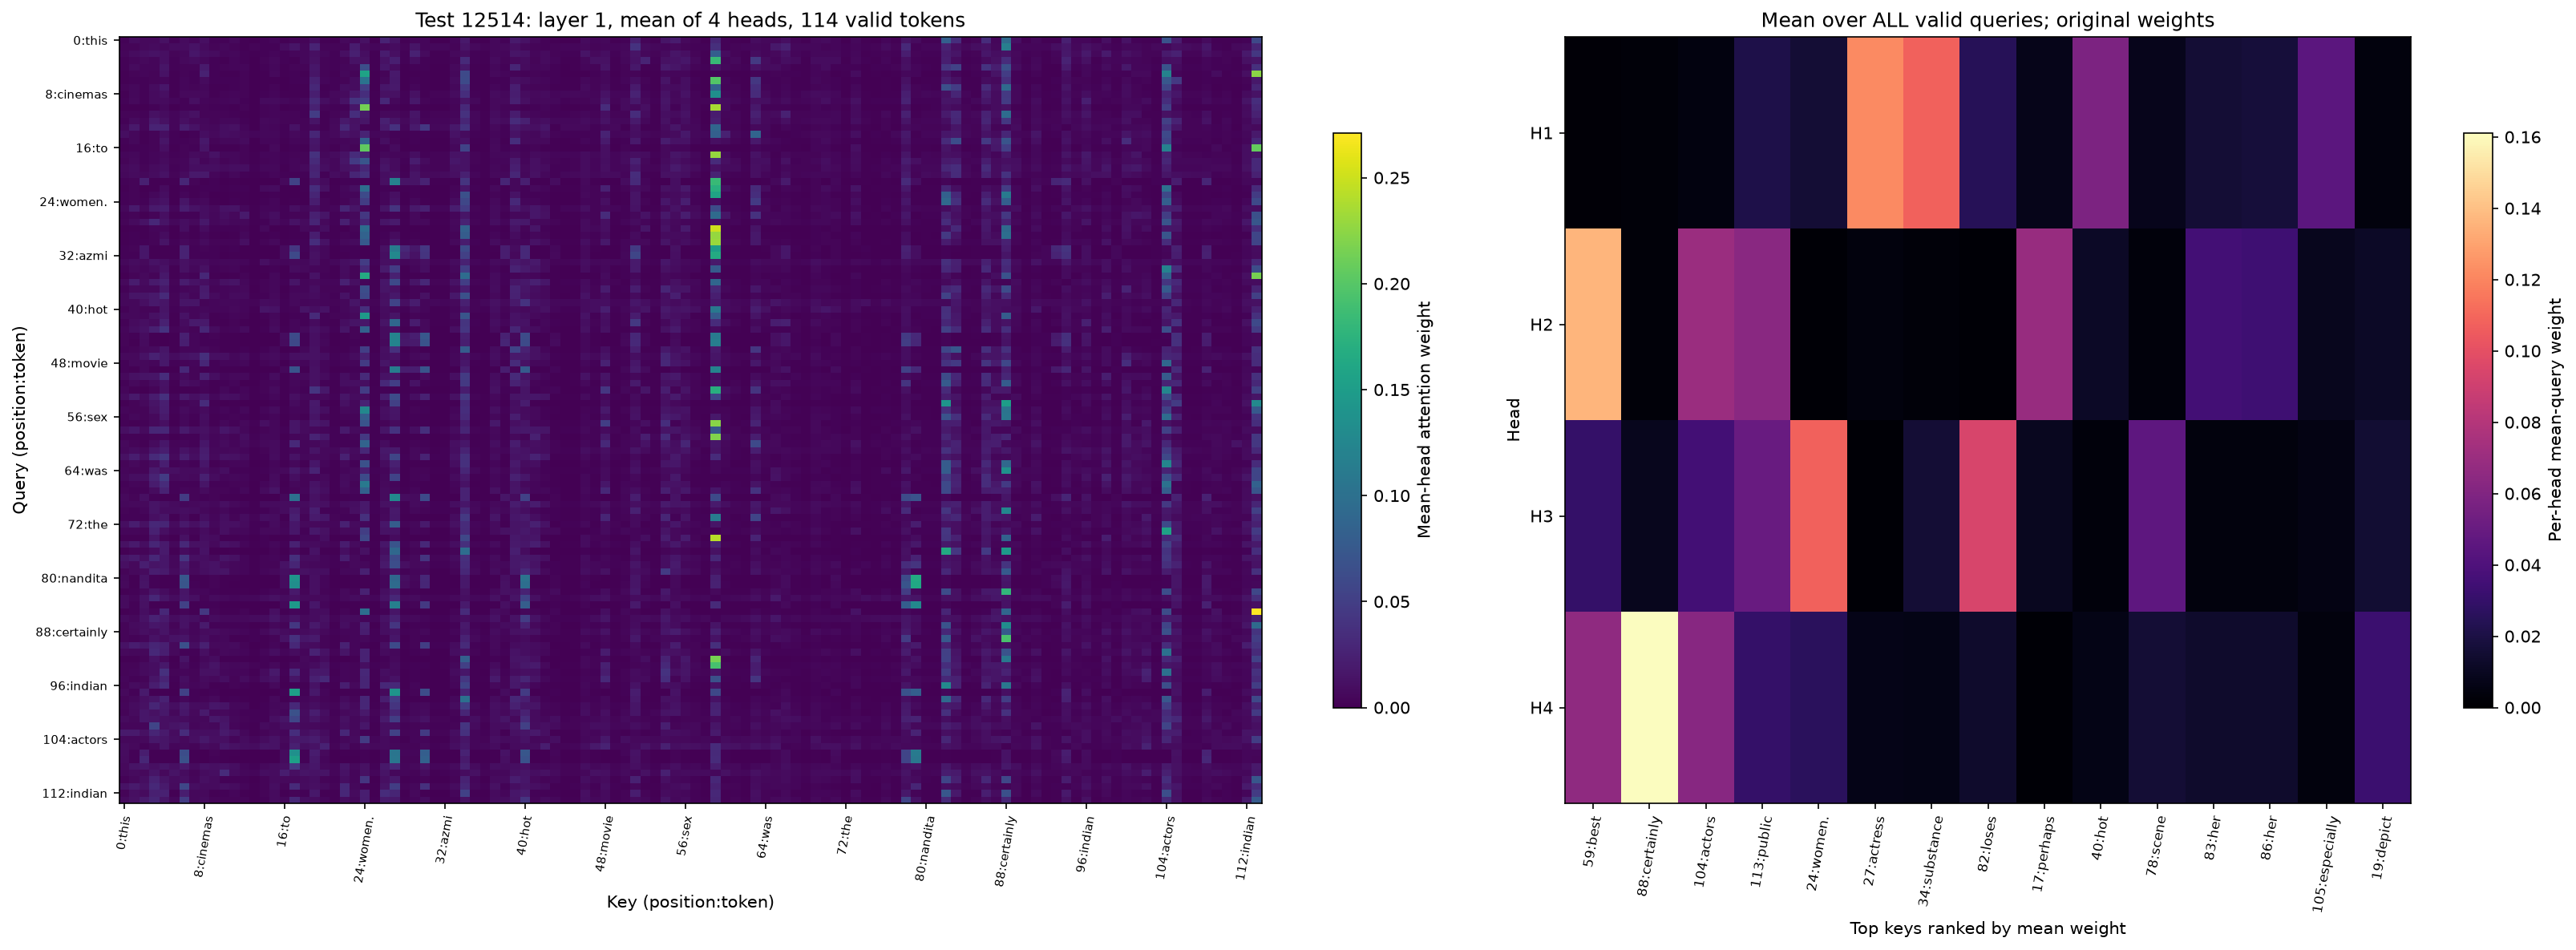 Test 12514: layer 1, mean of 4 heads, 114 valid tokens
Query (position:token)
0:this
8:cinemas
16:to
24:women.
32:azmi
40:hot
48:movie
56:sex
64:was
72:the
80:nandita
88:certainly
96:indian
104:actors
112:indian
0:this
8:cinemas
16:to
24:women.
32:azmi
40:hot
48:movie
56:sex
64:was
72:the
80:nandita
88:certainly
96:indian
104:actors
112:indian
Key (position:token)
0.25
0.20
0.15
0.10
0.05
0.00
Mean-head attention weight
Mean over ALL valid queries; original weights
Head
H1
H2
H3
H4
59:best
88:certainly
104:actors
113:public
24:women.
27:actress
34:substance
82:loses
17:perhaps
40:hot
78:scene
83:her
86:her
105:especially
19:depict
Top keys ranked by mean weight
0.16
0.14
0.12
0.10
0.08
0.06
0.04
0.02
0.00
Per-head mean-query weight